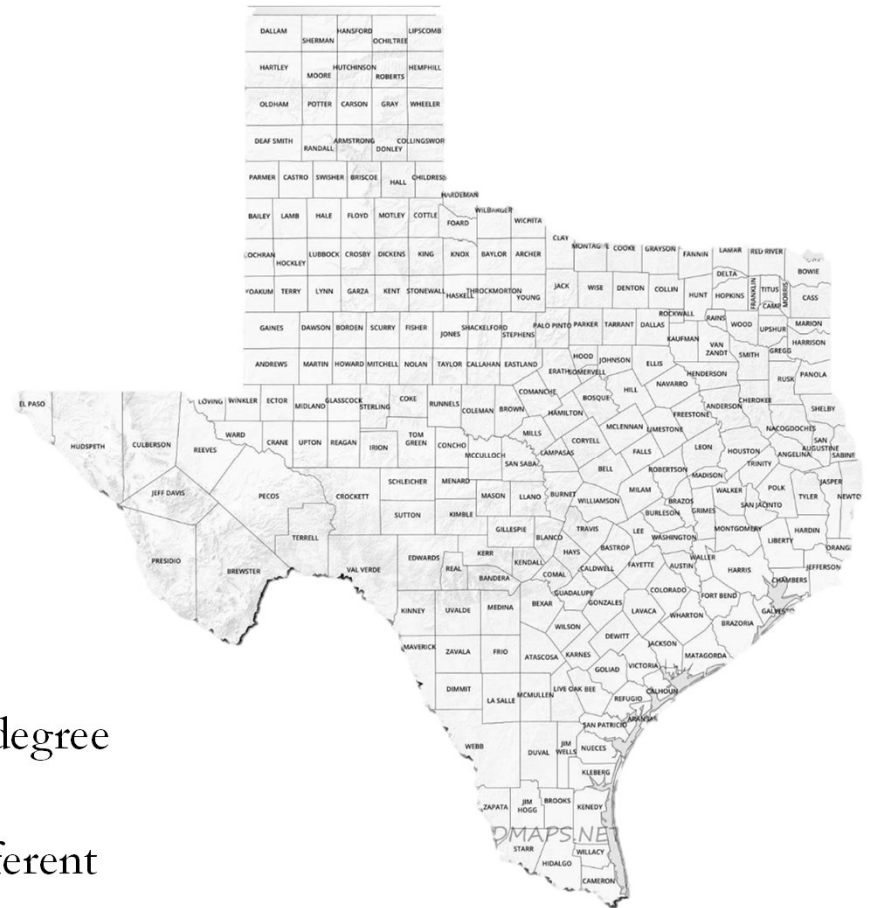 DALLAM
SHERMAN
HANSFORD
OCHILTREE
LIPSCOMB
HARTLEY
MOORE
HUTCHINSON
ROBERTS
HEMPHILL
OLDHAM
POTTER
CARSON
GRAY
WHEELER
DEAF SMITH
RANDALL
ARMSTRONG
DONLEY
COLLINGSWOR
PARMER
CASTRO
SWISHER
BRISCOE
HALL
CHILDRESS
HARDEMAN
BAILEY
LAMB
HALE
FLOYD
MOTLEY
COTTLE
FOARD
WILBARGER
WICHITA
CLAY
MONTAGUE
COOKE
GRAYSON
FANNIN
LAMAR
RED RIVER
BOWIE
OCHRAN
HOCKLEY
LUBBOCK
CROSBY
DICKENS
KING
KNOX
BAYLOR
ARCHER
YOAKUM
TERRY
LYNN
GARZA
KENT
STONEWALL
HASKELL
THROCKMORTON
YOUNG
JACK
WISE
DENTON
COLLIN
HUNT
DELTA
HOPKINS
FRANKLIN
TITUS
CAMP
MORRIS
CASS
GAINES
DAWSON
BORDEN
SCURRY
FISHER
JONES
SHACKELFORD
STEPHENS
PALO PINTO
PARKER
TARRANT
DALLAS
ROCKWALL
KAUFMAN
RAINS
WOOD
UPSHUR
MARION
HARRISON
ANDREWS
MARTIN
HOWARD
MITCHELL
NOLAN
TAYLOR
CALLAHAN
EASTLAND
ERATH
HOOD
SOMERVELL
JOHNSON
ELLIS
VAN
ZANDT
SMITH
GREGG
RUSK
PANOLA
EL PASO
HUDSPETH
CULBERSON
REEVES
LOVING
WINKLER
ECTOR
MIDLAND
GLASSCOCK
STERLING
COKE
RUNNELS
COLEMAN
BROWN
COMANCHE
HAMILTON
BOSQUE
HILL
NAVARRO
HENDERSON
ANDERSON
CHEROKEE
SHELBY
WARD
CRANE
UPTON
REAGAN
IRION
TOM
GREEN
CONCHO
MCCULLOCH
SAN SABA
MILLS
LAMPASAS
CORYELL
MCLENNAN
LIMESTONE
FREESTONE
NACOGDOCHES
SAN
AUGUSTINE
SABINE
JEFF DAVIS
PECOS
CROCKETT
SCHLEICHER
MENARD
MASON
LLANO
BURNET
BELL
FALLS
ROBERTSON
LEON
HOUSTON
TRINITY
ANGELINA
JASPER
NEWTO
PRESIDIO
BREWSTER
TERRELL
VAL VERDE
SUTTON
KIMBLE
GILLESPIE
BLANCO
WILLIAMSON
MILAM
BRAZOS
BURLESON
MADISON
GRIMES
WALKER
SAN JACINTO
POLK
TYLER
HARDIN
ORANGE
EDWARDS
REAL
KERR
KENDALL
BANDERA
COMAL
HAYS
TRAVIS
BASTROP
CALDWELL
LEE
WASHINGTON
FAYETTE
AUSTIN
WALLER
MONTGOMERY
LIBERTY
HARRIS
CHAMBERS
JEFFERSON
KINNEY
UVALDE
MEDINA
BEXAR
GUADALUPE
GONZALES
LAVACA
COLORADO
WHARTON
FORT BEND
BRAZORIA
GALVESTO
MAVERICK
ZAVALA
FRIO
ATASCOSA
WILSON
KARNES
DEWITT
GOLIAD
VICTORIA
JACKSON
MATAGORDA
CALHOUN
DIMMIT
LA SALLE
MCMULLEN
LIVE OAK
BEE
REFUGIO
ARANSAS
SAN PATRICIO
WEBB
DUVAL
JIM
WELLS
NUECES
KLEBERG
ZAPATA
JIM
HOGG
BROOKS
KENEDY
DMAPS.NET
STARR
HIDALGO
WILLACY
CAMERON
degree
ferent